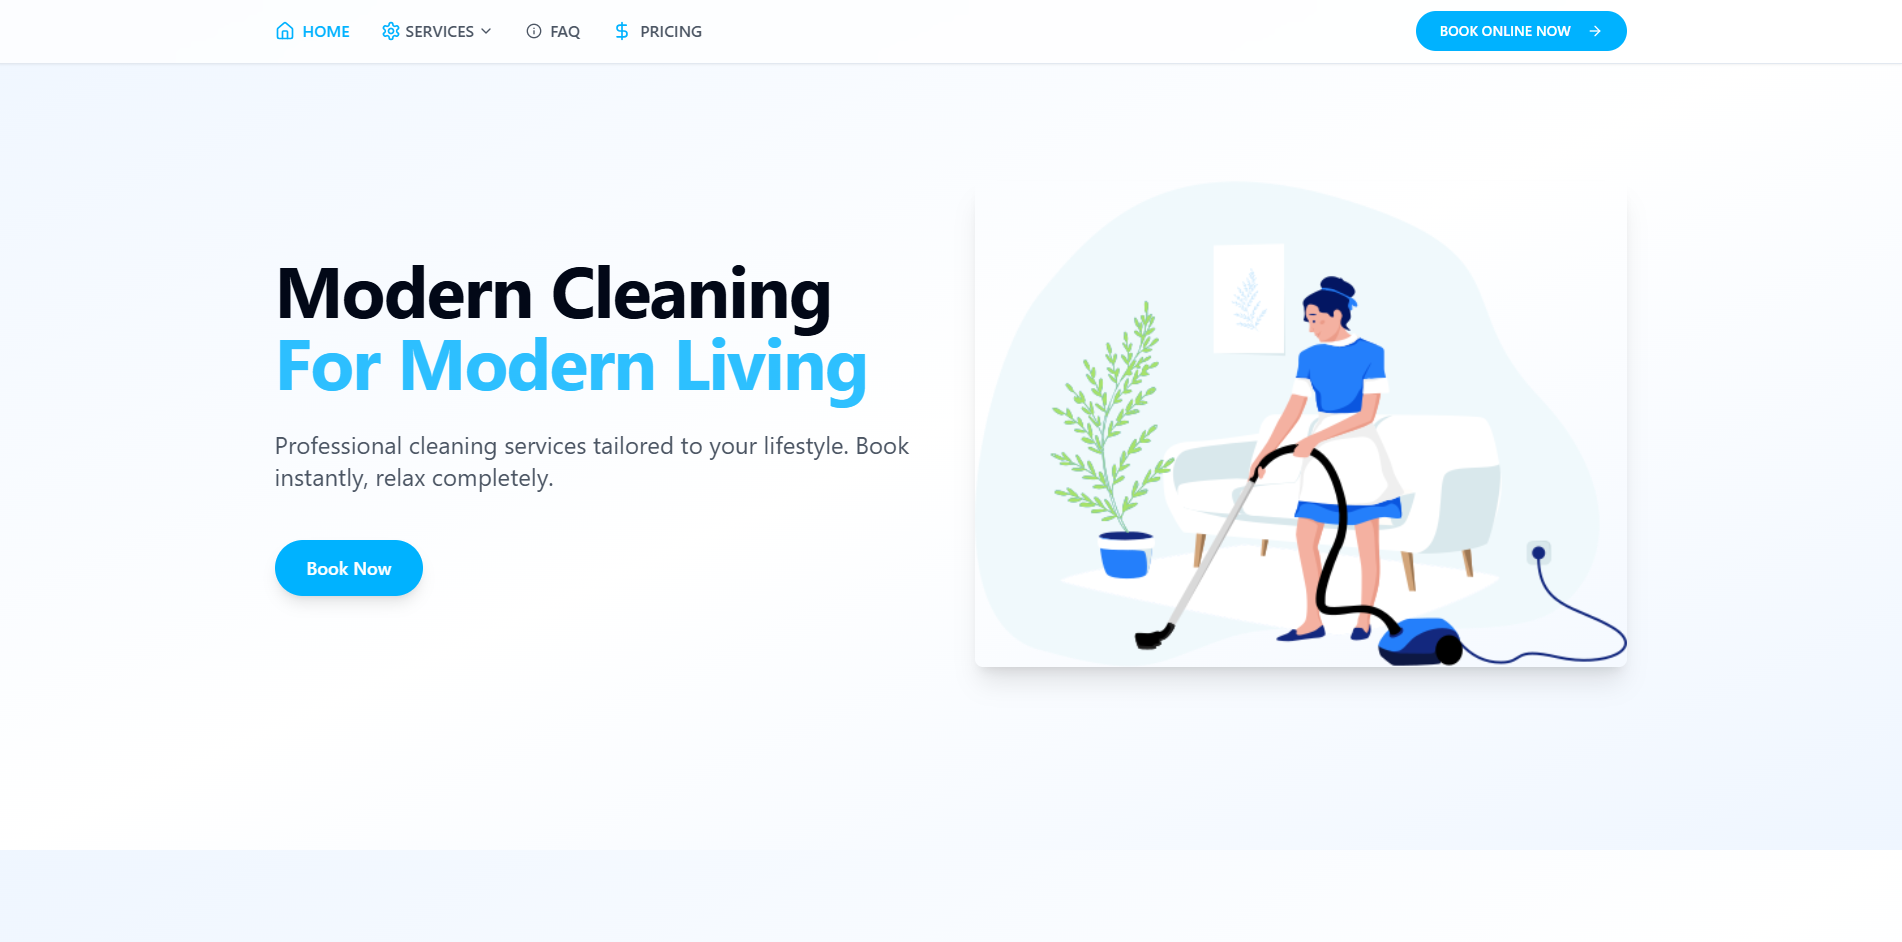 HOME SERVICES FAQ PRICING BOOK ONLINE NOW
Modern Cleaning
For Modern Living
Professional cleaning services tailored to your lifestyle. Book
instantly, relax completely.
Book Now